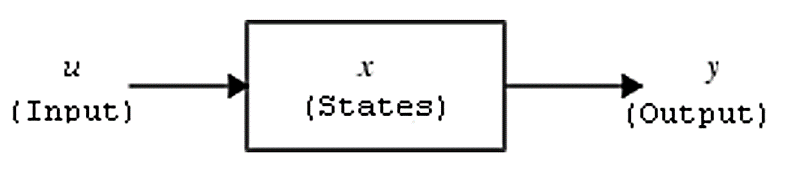 u
(Input)
x
(States)
y
(Output)